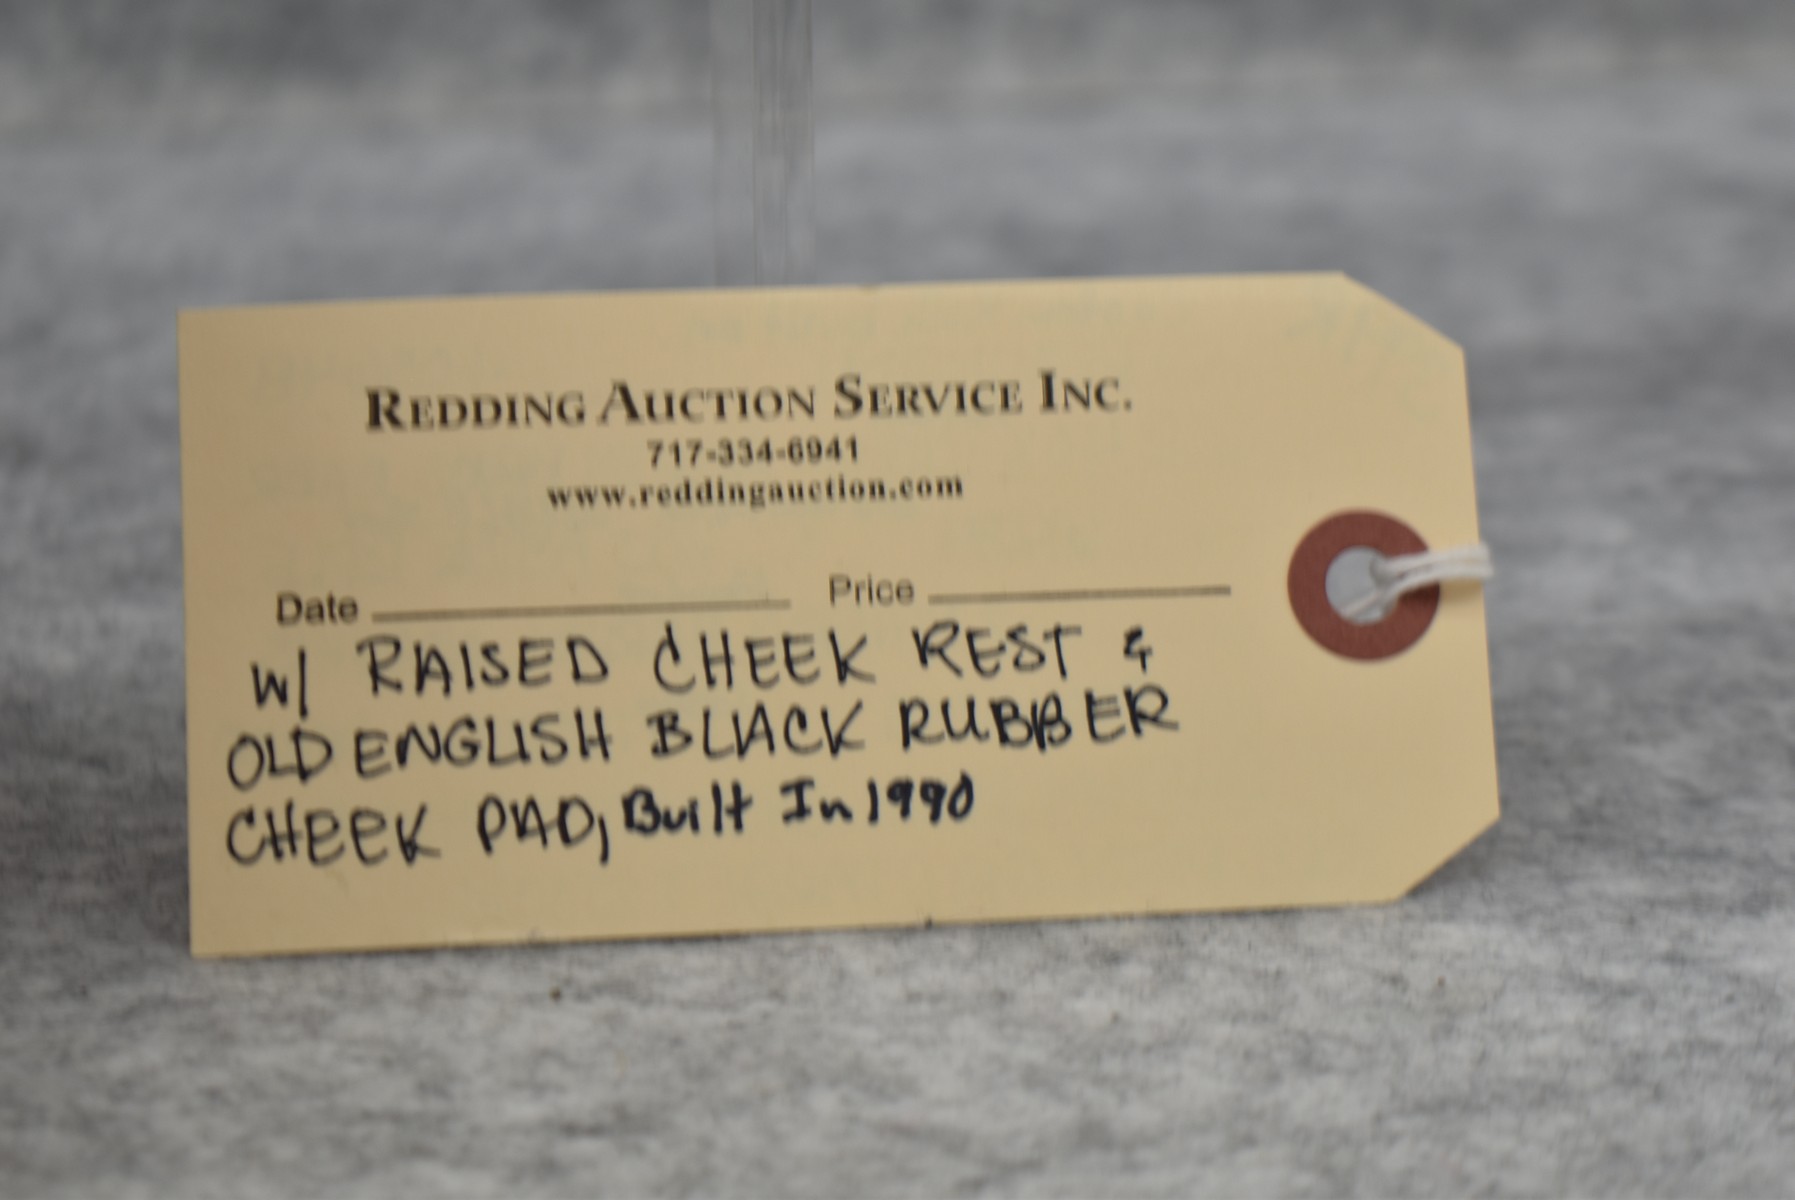 REDDING AUCTION SERVICE INC.
717-334-6941
www.reddingauction.com
Date Price
W/ RAISED CHEEK REST &
OLD ENGLISH BLACK RUBBER
CHEEK PAD, Built In 1990